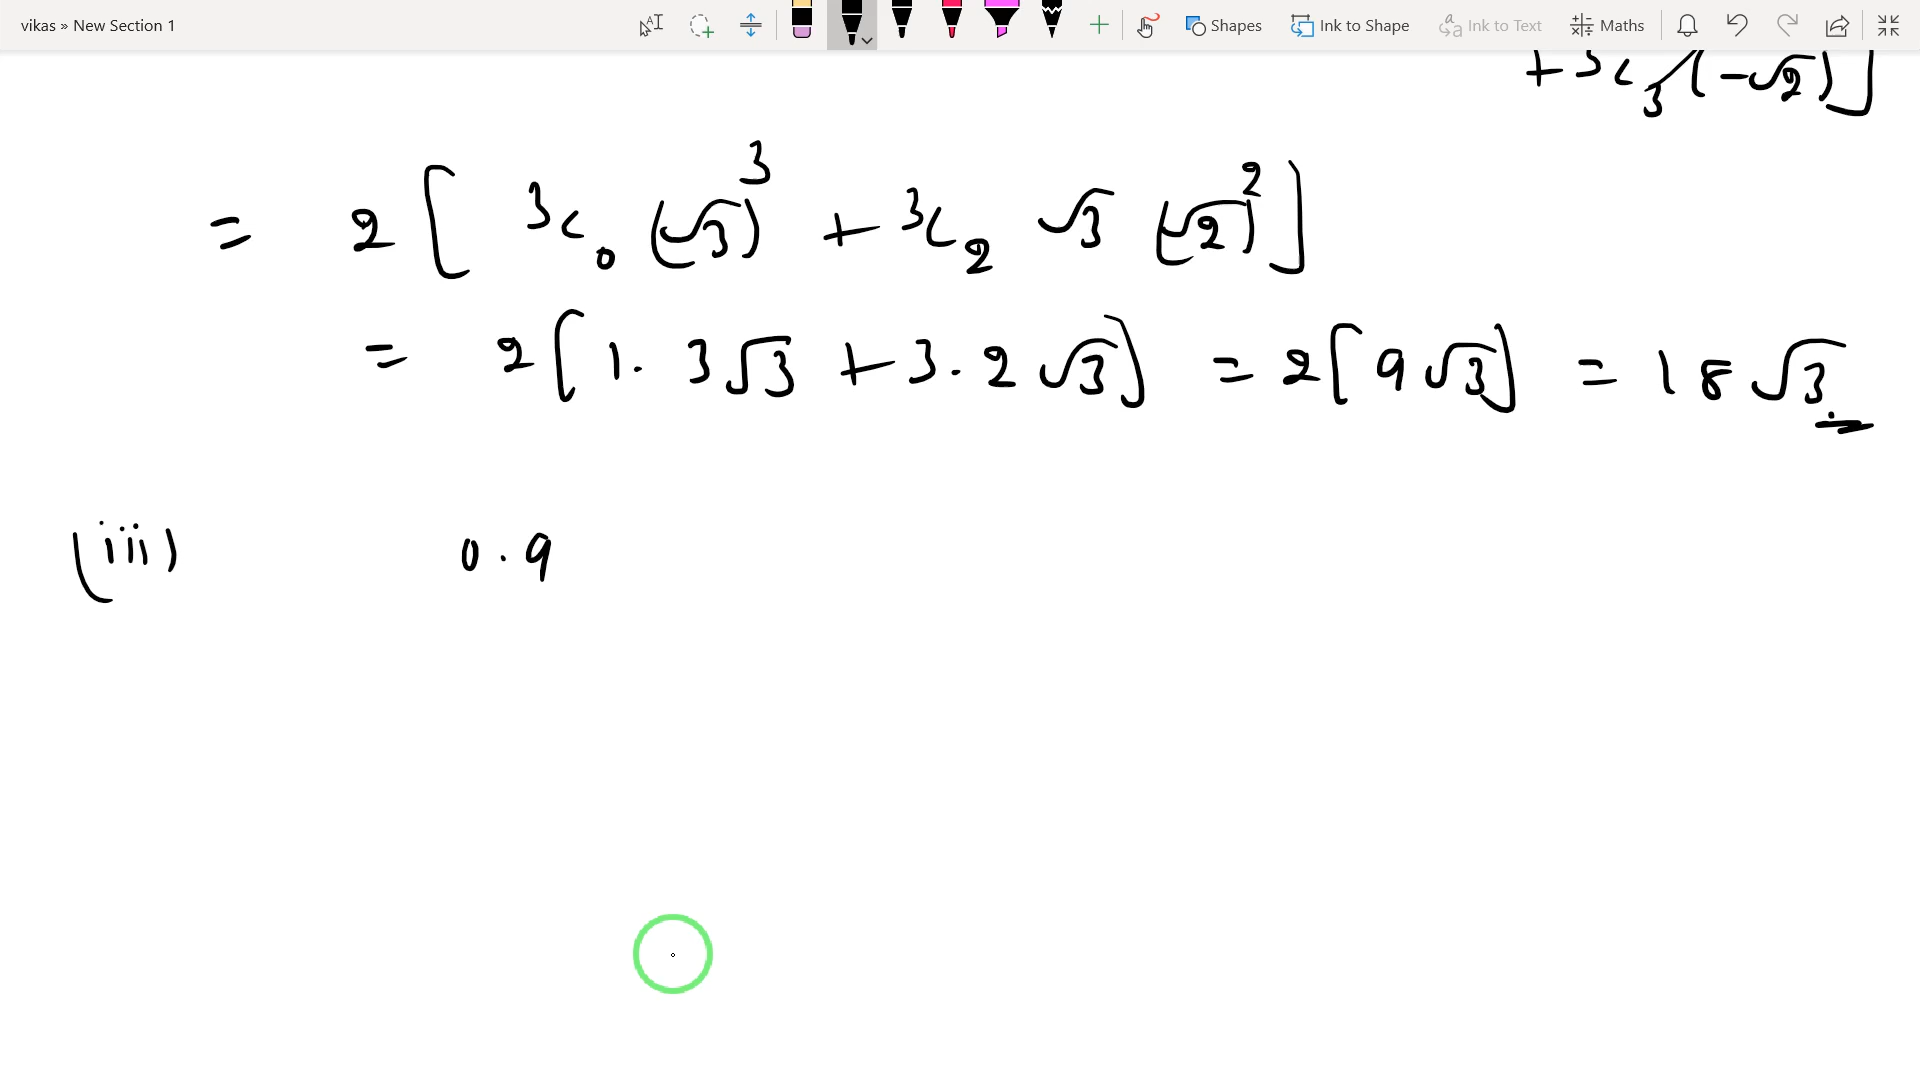 vikas » New Section 1 Shapes Ink to Shape Ink to Text Maths
+ ³C₃ (-√2)]
= 2 [ ³C₀ (√3)³ + ³C₂ √3 (√2)² ]
= 2 [ 1. 3√3 + 3. 2 √3 ] = 2 [ 9 √3 ] = 18 √3.
(iii) 0.9